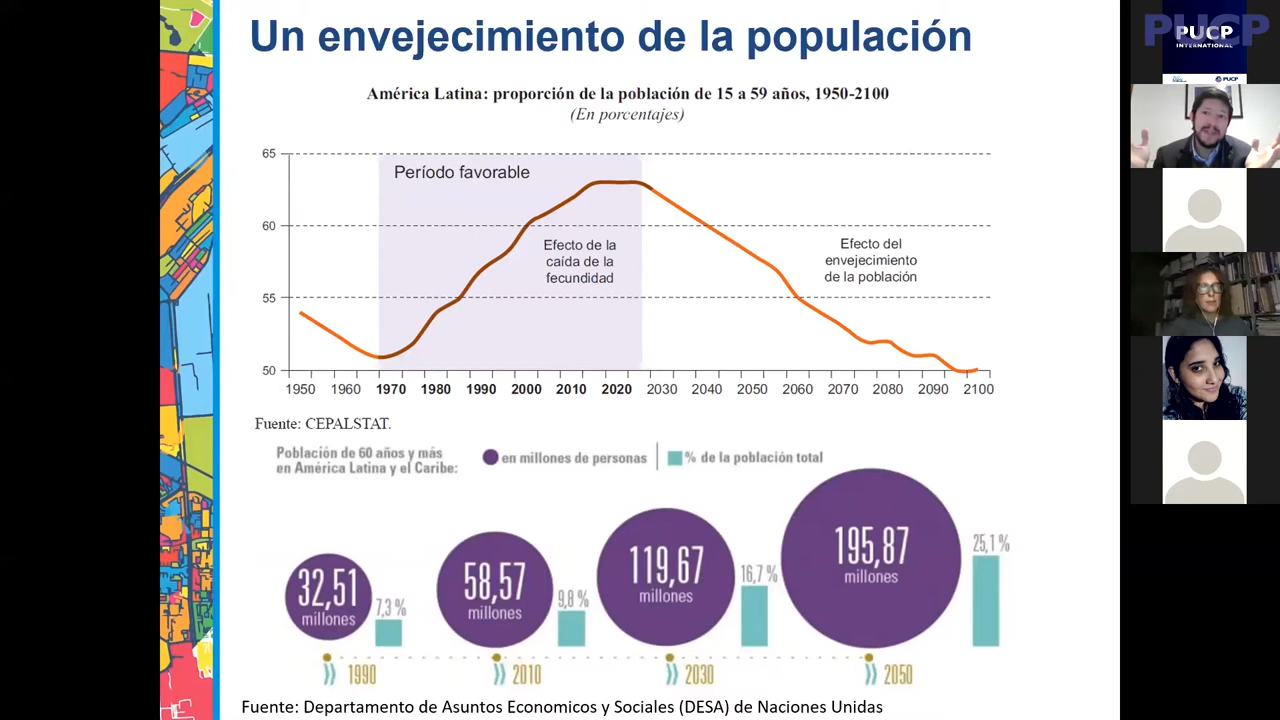 Un envejecimiento de la populación
América Latina: proporción de la población de 15 a 59 años, 1950-2100
(En porcentajes)
65
60
55
50
Período favorable
Efecto de la
caída de la
fecundidad
Efecto del
envejecimiento
de la población
1950 1960 1970 1980 1990 2000 2010 2020 2030 2040 2050 2060 2070 2080 2090 2100
Fuente: CEPALSTAT.
Población de 60 años y más
en América Latina y el Caribe:
en millones de personas
% de la población total
32,51
millones
7,3 %
58,57
millones
9,8 %
119,67
millones
16,7 %
195,87
millones
25,1 %
1990
2010
2030
2050
Fuente: Departamento de Asuntos Economicos y Sociales (DESA) de Naciones Unidas
PUCP
PUCP
INTERNATIONAL
PUCP